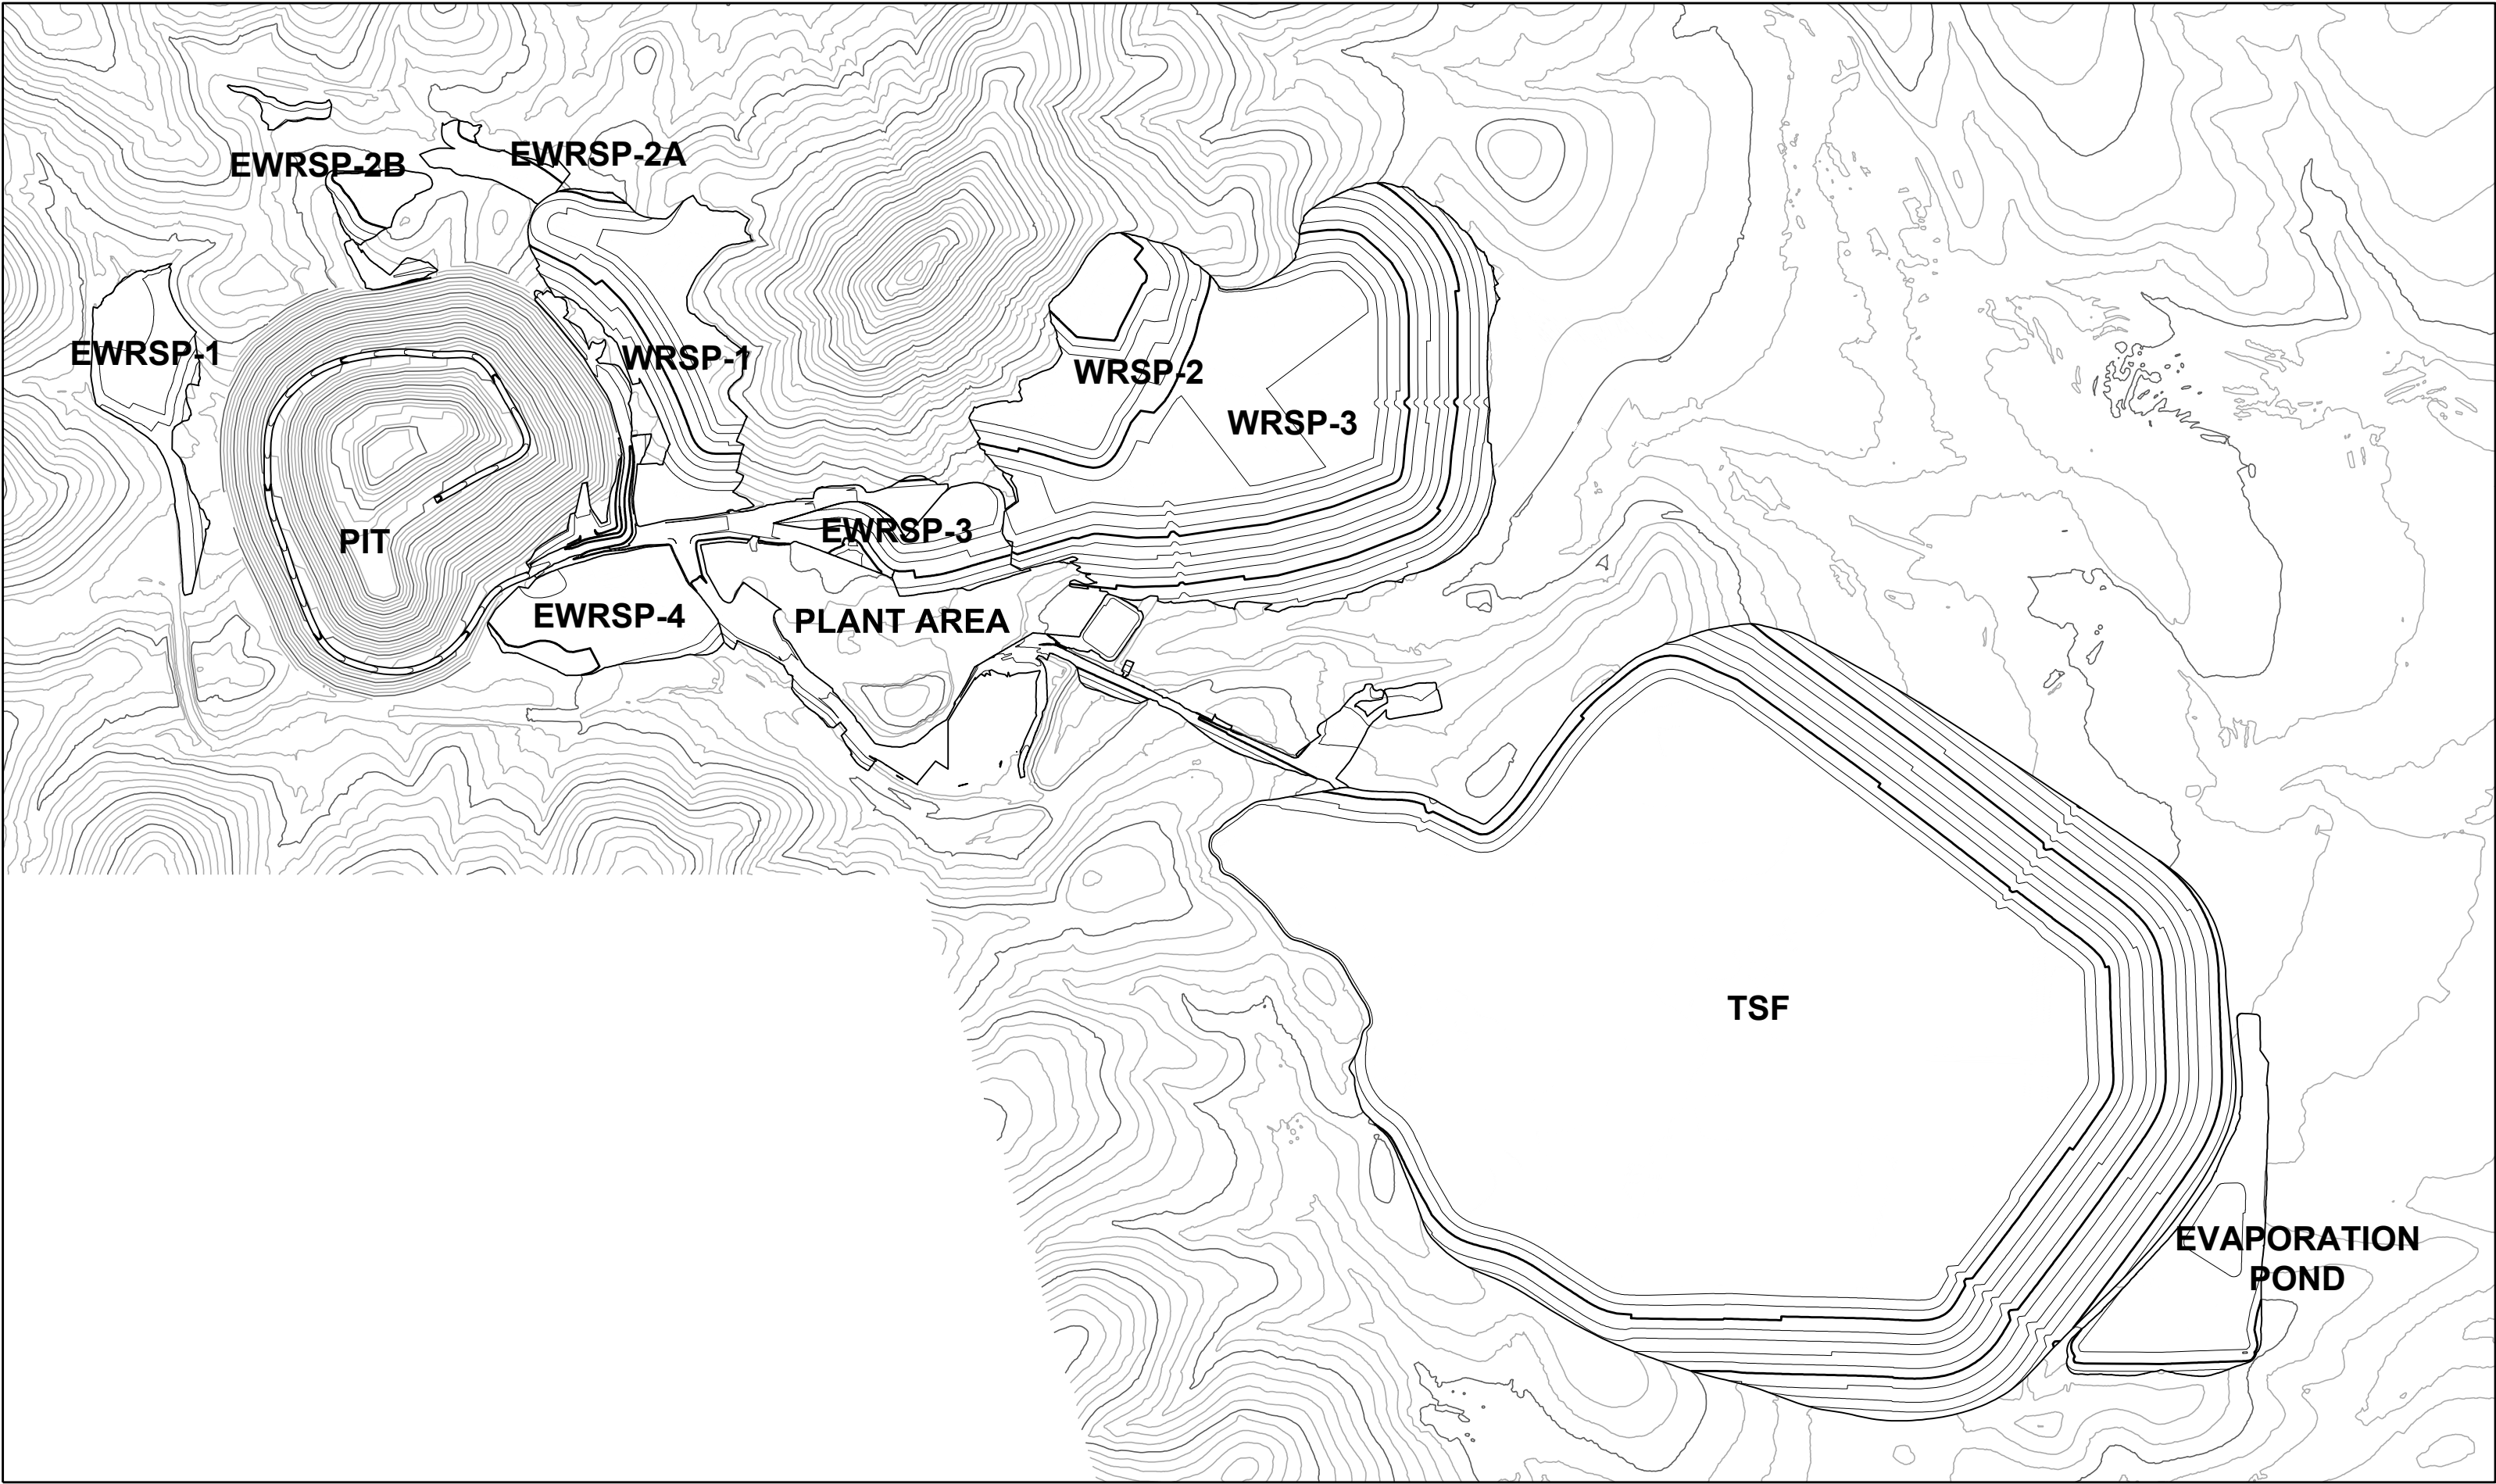 EWRSP-2A
EWRSP-2B
EWRSP-1
WRSP-1
WRSP-2
WRSP-3
EWRSP-3
PIT
EWRSP-4
PLANT AREA
TSF
EVAPORATION
POND